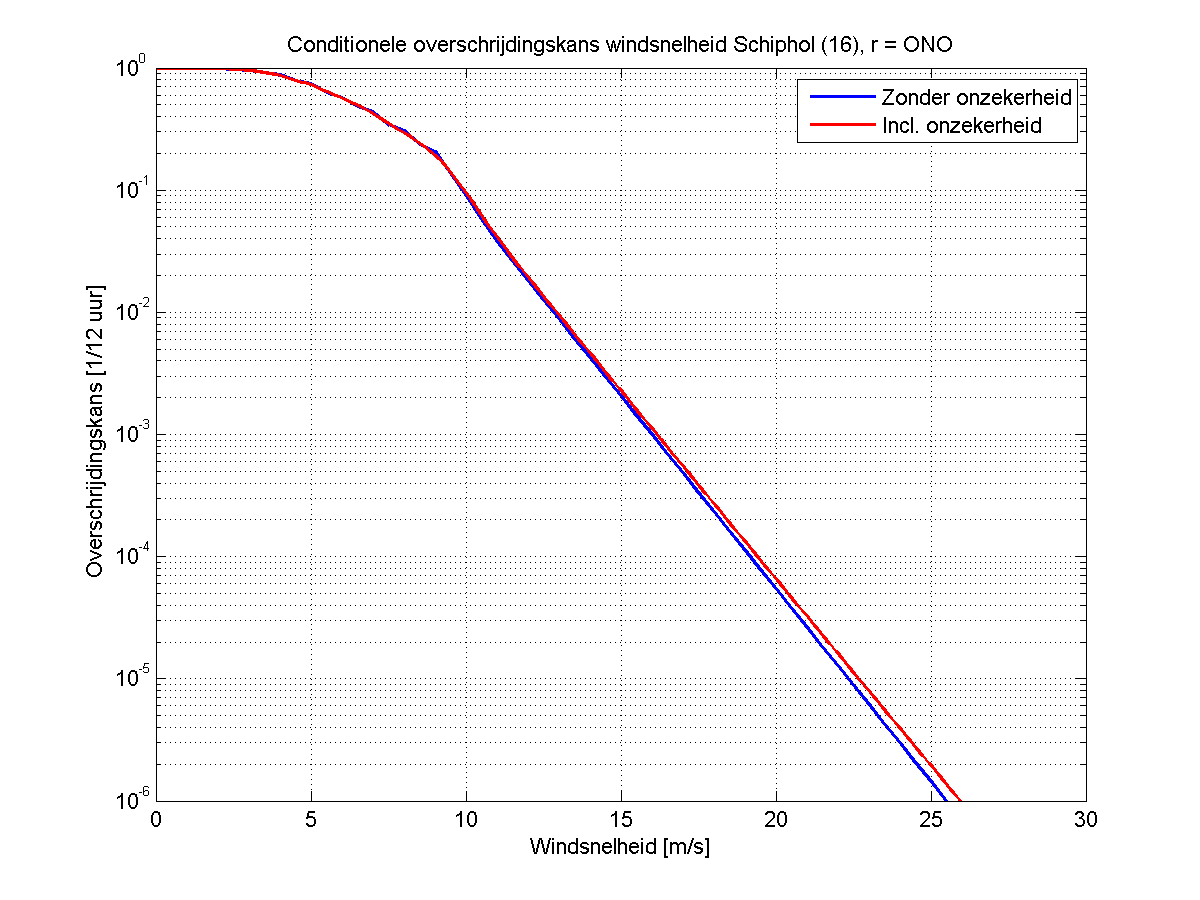 Conditionele overschrijdingskans windsnelheid Schiphol (16), r = ONO
Zonder onzekerheid
Incl. onzekerheid
Overschrijdingskans [1/12 uur]
10^0
10^-1
10^-2
10^-3
10^-4
10^-5
10^-6
0 5 10 15 20 25 30
Windsnelheid [m/s]